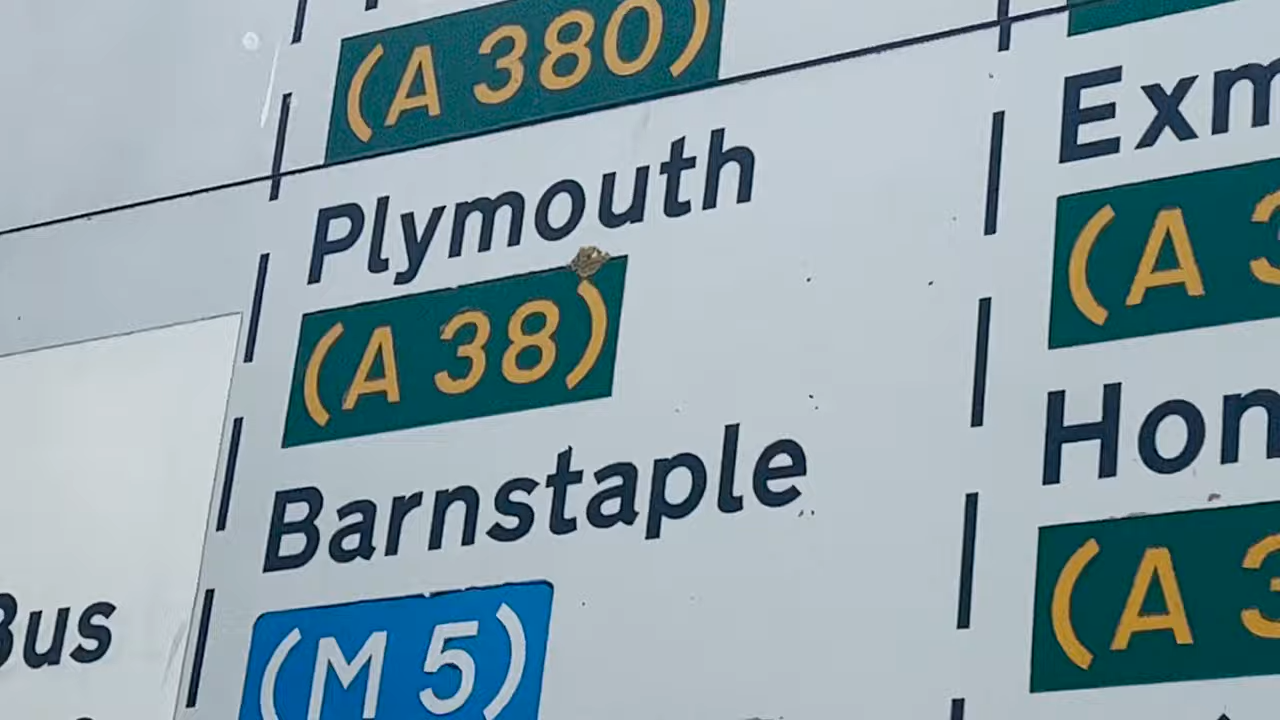 (A 380)
Plymouth
(A 38)
Barnstaple
(M 5)
Bus
Exm
(A 3
Hon
(A 3